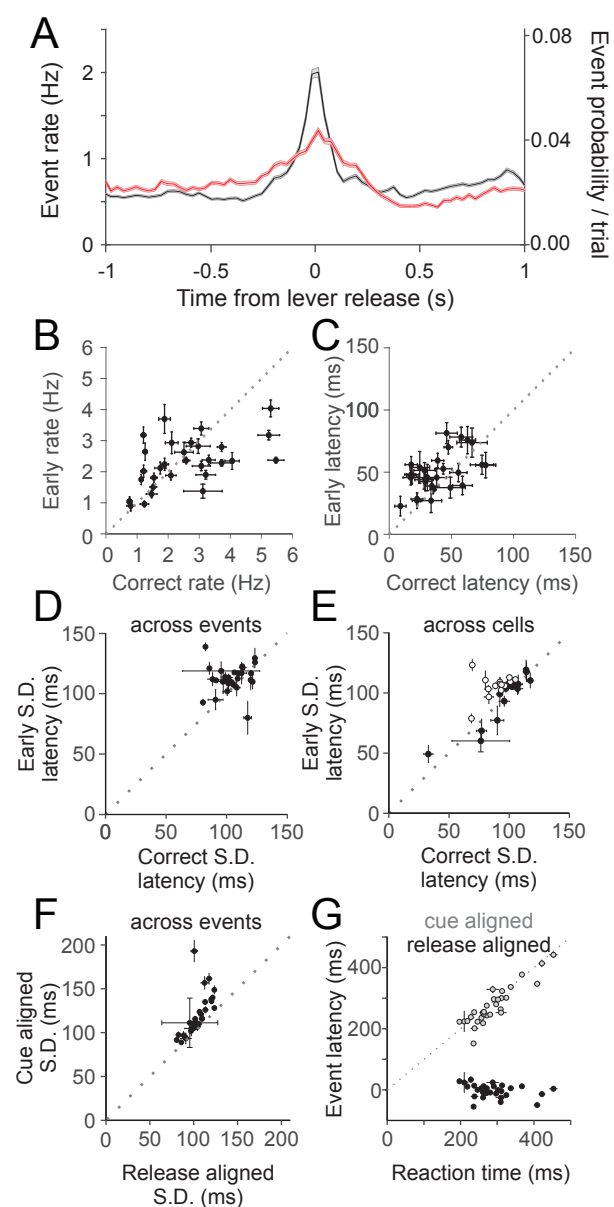 A
Event rate (Hz)
2
1
0
0.08
0.04
0.00
Event probability / trial
-1
-0.5
0
0.5
1
Time from lever release (s)
B
Early rate (Hz)
6
5
4
3
2
1
0
0
1
2
3
4
5
6
Correct rate (Hz)
C
Early latency (ms)
150
100
50
0
0
50
100
150
Correct latency (ms)
D
across events
Early S.D.
latency (ms)
150
100
50
0
0
50
100
150
Correct S.D.
latency (ms)
E
across cells
Early S.D.
latency (ms)
150
100
50
0
0
50
100
150
Correct S.D.
latency (ms)
F
across events
Cue aligned
S.D. (ms)
200
150
100
50
0
0
50
100
150
200
Release aligned
S.D. (ms)
G
cue aligned
release aligned
Event latency
(ms)
400
200
0
0
200
400
Reaction time (ms)